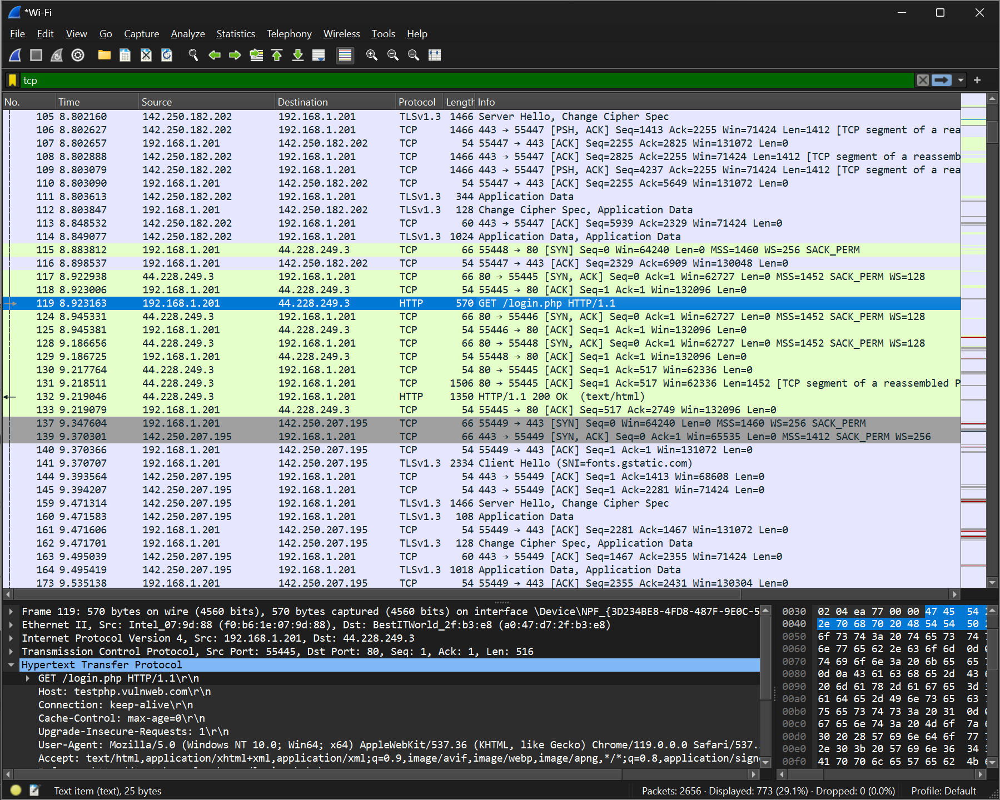 *Wi-Fi
File Edit View Go Capture Analyze Statistics Telephony Wireless Tools Help
tcp
No. Time Source Destination Protocol Length Info
105 8.802160 142.250.182.202 192.168.1.201 TLSv1.3 1466 Server Hello, Change Cipher Spec
106 8.802627 142.250.182.202 192.168.1.201 TCP 1466 443 → 55447 [PSH, ACK] Seq=1413 Ack=2255 Win=71424 Len=1412 [TCP segment of a rea
107 8.802657 192.168.1.201 142.250.182.202 TCP 54 55447 → 443 [ACK] Seq=2255 Ack=2825 Win=131072 Len=0
108 8.802888 142.250.182.202 192.168.1.201 TCP 1466 443 → 55447 [ACK] Seq=2825 Ack=2255 Win=71424 Len=1412 [TCP segment of a reassemb
109 8.803079 142.250.182.202 192.168.1.201 TCP 1466 443 → 55447 [PSH, ACK] Seq=4237 Ack=2255 Win=71424 Len=1412 [TCP segment of a rea
110 8.803090 192.168.1.201 142.250.182.202 TCP 54 55447 → 443 [ACK] Seq=2255 Ack=5649 Win=131072 Len=0
111 8.803613 142.250.182.202 192.168.1.201 TLSv1.3 344 Application Data
112 8.803847 192.168.1.201 142.250.182.202 TLSv1.3 128 Change Cipher Spec, Application Data
113 8.848532 142.250.182.202 192.168.1.201 TCP 60 443 → 55447 [ACK] Seq=5939 Ack=2329 Win=71424 Len=0
114 8.849077 142.250.182.202 192.168.1.201 TLSv1.3 1024 Application Data, Application Data
115 8.883812 192.168.1.201 44.228.249.3 TCP 66 55448 → 80 [SYN] Seq=0 Win=64240 Len=0 MSS=1460 WS=256 SACK_PERM
116 8.898537 192.168.1.201 142.250.182.202 TCP 54 55447 → 443 [ACK] Seq=2329 Ack=6909 Win=130048 Len=0
117 8.922938 44.228.249.3 192.168.1.201 TCP 66 80 → 55445 [SYN, ACK] Seq=0 Ack=1 Win=62727 Len=0 MSS=1452 SACK_PERM WS=128
118 8.923006 192.168.1.201 44.228.249.3 TCP 54 55445 → 80 [ACK] Seq=1 Ack=1 Win=132096 Len=0
119 8.923163 192.168.1.201 44.228.249.3 HTTP 570 GET /login.php HTTP/1.1
124 8.945331 44.228.249.3 192.168.1.201 TCP 66 80 → 55446 [SYN, ACK] Seq=0 Ack=1 Win=62727 Len=0 MSS=1452 SACK_PERM WS=128
125 8.945381 192.168.1.201 44.228.249.3 TCP 54 55446 → 80 [ACK] Seq=1 Ack=1 Win=132096 Len=0
128 9.186656 44.228.249.3 192.168.1.201 TCP 66 80 → 55448 [SYN, ACK] Seq=0 Ack=1 Win=62727 Len=0 MSS=1452 SACK_PERM WS=128
129 9.186725 192.168.1.201 44.228.249.3 TCP 54 55448 → 80 [ACK] Seq=1 Ack=1 Win=132096 Len=0
130 9.217764 44.228.249.3 192.168.1.201 TCP 54 80 → 55445 [ACK] Seq=1 Ack=517 Win=62336 Len=0
131 9.218511 44.228.249.3 192.168.1.201 TCP 1506 80 → 55445 [ACK] Seq=1 Ack=517 Win=62336 Len=1452 [TCP segment of a reassembled P
132 9.219046 44.228.249.3 192.168.1.201 HTTP 1350 HTTP/1.1 200 OK (text/html)
133 9.219079 192.168.1.201 44.228.249.3 TCP 54 55445 → 80 [ACK] Seq=517 Ack=2749 Win=132096 Len=0
137 9.347604 192.168.1.201 142.250.207.195 TCP 66 55449 → 443 [SYN] Seq=0 Win=64240 Len=0 MSS=1460 WS=256 SACK_PERM
139 9.370301 142.250.207.195 192.168.1.201 TCP 66 443 → 55449 [SYN, ACK] Seq=0 Ack=1 Win=65535 Len=0 MSS=1412 SACK_PERM WS=256
140 9.370366 192.168.1.201 142.250.207.195 TCP 54 55449 → 443 [ACK] Seq=1 Ack=1 Win=131072 Len=0
141 9.370707 192.168.1.201 142.250.207.195 TLSv1.3 2334 Client Hello (SNI=fonts.gstatic.com)
144 9.393564 142.250.207.195 192.168.1.201 TCP 54 443 → 55449 [ACK] Seq=1 Ack=1413 Win=68608 Len=0
145 9.394207 142.250.207.195 192.168.1.201 TCP 54 443 → 55449 [ACK] Seq=1 Ack=2281 Win=71424 Len=0
159 9.471314 142.250.207.195 192.168.1.201 TLSv1.3 1466 Server Hello, Change Cipher Spec
160 9.471583 142.250.207.195 192.168.1.201 TLSv1.3 108 Application Data
161 9.471606 192.168.1.201 142.250.207.195 TCP 54 55449 → 443 [ACK] Seq=2281 Ack=1467 Win=131072 Len=0
162 9.471701 192.168.1.201 142.250.207.195 TLSv1.3 128 Change Cipher Spec, Application Data
163 9.495039 142.250.207.195 192.168.1.201 TCP 60 443 → 55449 [ACK] Seq=1467 Ack=2355 Win=71424 Len=0
164 9.495419 142.250.207.195 192.168.1.201 TLSv1.3 1018 Application Data, Application Data
173 9.535138 192.168.1.201 142.250.207.195 TCP 54 55449 → 443 [ACK] Seq=2355 Ack=2431 Win=130304 Len=0
Frame 119: 570 bytes on wire (4560 bits), 570 bytes captured (4560 bits) on interface \Device\NPF_{3D234BE8-4FD8-487F-9E0C-5
Ethernet II, Src: Intel_07:9d:88 (f0:b6:1e:07:9d:88), Dst: BestITWorld_2f:b3:e8 (a0:47:d7:2f:b3:e8)
Internet Protocol Version 4, Src: 192.168.1.201, Dst: 44.228.249.3
Transmission Control Protocol, Src Port: 55445, Dst Port: 80, Seq: 1, Ack: 1, Len: 516
Hypertext Transfer Protocol
GET /login.php HTTP/1.1\r\n
Host: testphp.vulnweb.com\r\n
Connection: keep-alive\r\n
Cache-Control: max-age=0\r\n
Upgrade-Insecure-Requests: 1\r\n
User-Agent: Mozilla/5.0 (Windows NT 10.0; Win64; x64) AppleWebKit/537.36 (KHTML, like Gecko) Chrome/119.0.0.0 Safari/537.
Accept: text/html,application/xhtml+xml,application/xml;q=0.9,image/avif,image/webp,image/apng,*/*;q=0.8,application/sign
0030 02 04 ea 77 00 00 47 45 54
0040 2e 70 68 70 20 48 54 54 50
0050 6f 73 74 3a 20 74 65 73 74
0060 6e 77 65 62 2e 63 6f 6d 0d
0070 74 69 6f 6e 3a 20 6b 65 65
0080 0d 0a 43 61 63 68 65 2d 43
0090 20 6d 61 78 2d 61 67 65 3d
00a0 61 64 65 2d 49 6e 73 65 63
00b0 75 65 73 74 73 3a 20 31 0d
00c0 67 65 6e 74 3a 20 4d 6f 7a
00d0 30 20 28 57 69 6e 64 6f 77
00e0 2e 30 3b 20 57 69 6e 36 34
00f0 41 70 70 6c 65 57 65 62 4b
Text item (text), 25 bytes
Packets: 2656 · Displayed: 773 (29.1%) · Dropped: 0 (0.0%)
Profile: Default